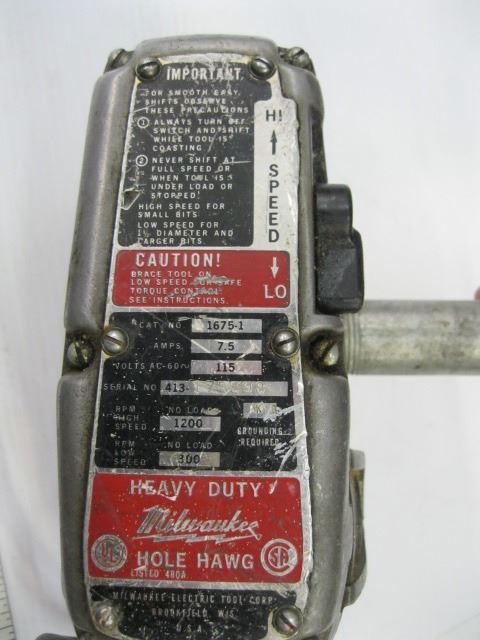 IMPORTANT
FOR SMOOTH EASY
SHIFTS OBSERVE
THESE PRECAUTIONS
1 ALWAYS TURN OFF
SWITCH AND SHIFT
WHILE TOOL IS
COASTING
2 NEVER SHIFT AT
FULL SPEED OR
WHEN TOOL IS
UNDER LOAD OR
STOPPED!
HIGH SPEED FOR
SMALL BITS
LOW SPEED FOR
DIAMETER AND
LARGER BITS
HI
SPEED
LO
CAUTION!
BRACE TOOL ON
LOW SPEED FOR SAFE
TORQUE CONTROL
SEE INSTRUCTIONS.
CAT. NO 1675-1
AMPS. 7.5
VOLTS AC-60~ 115
SERIAL NO 413-
RPM HIGH SPEED NO LOAD 1200
GROUNDING REQUIRED
RPM LOW SPEED NO LOAD 300
HEAVY DUTY
Milwaukee
HOLE HAWG
UL
SA
LISTED 480A
MILWAUKEE ELECTRIC TOOL CORP.
BROOKFIELD, WIS.
U.S.A.